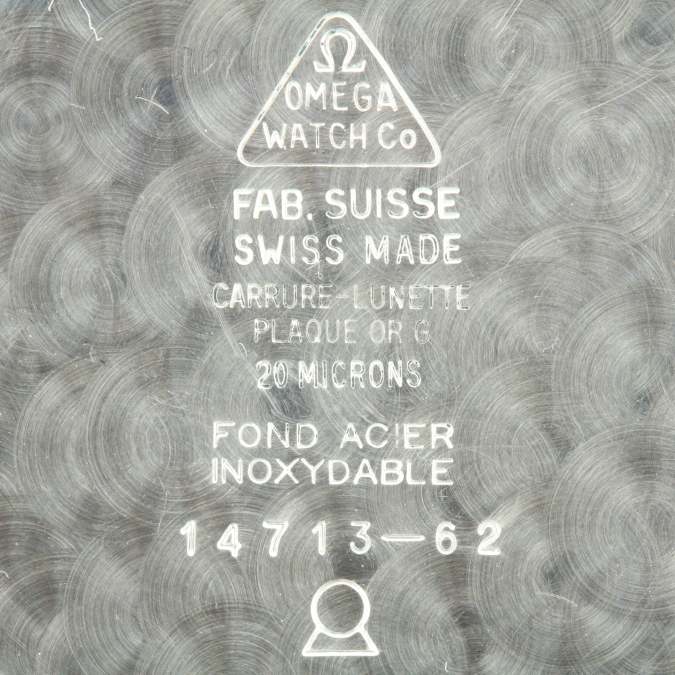 Ω
OMEGA
WATCH Co
FAB. SUISSE
SWISS MADE
CARRURE-LUNETTE
PLAQUE OR G
20 MICRONS
FOND ACIER
INOXYDABLE
14713-62